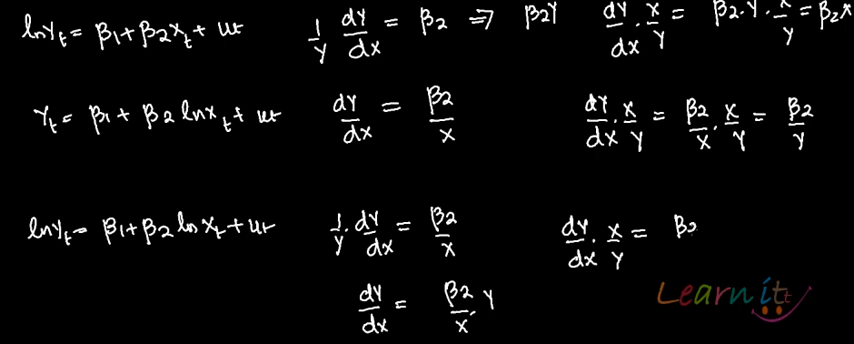 lnYt = β1 + β2Xt + ut   1/Y dY/dX = β2 ⇒ β2Y   dY/dX · X/Y = β2·Y·X/Y = β2X
Yt = β1 + β2 lnXt + ut   dY/dX = β2/X   dY/dX · X/Y = β2/X · X/Y = β2/Y
lnYt = β1 + β2 lnXt + ut   1/Y · dY/dX = β2/X   dY/dX · X/Y = β2
dY/dX = β2/X · Y
Learnitt